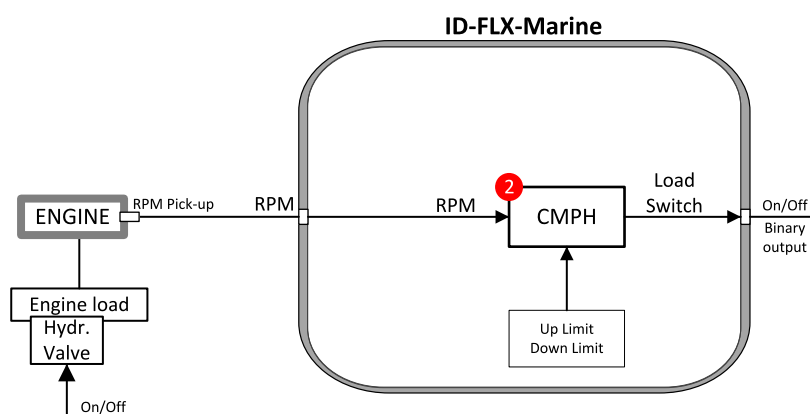 ID-FLX-Marine
ENGINE
RPM Pick-up
RPM
RPM
2
CMPH
Load
Switch
On/Off
Binary
output
Engine load
Hydr.
Valve
Up Limit
Down Limit
On/Off